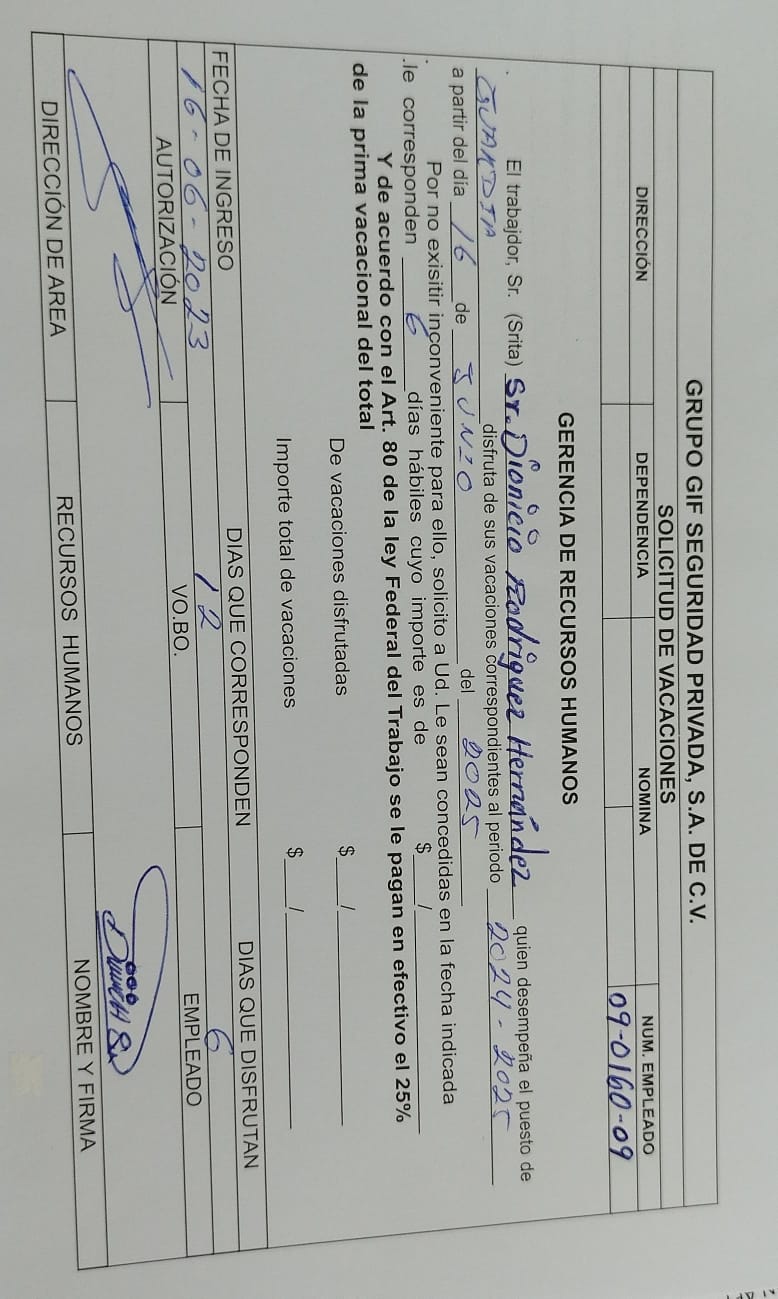 GRUPO GIF SEGURIDAD PRIVADA, S.A. DE C.V.
SOLICITUD DE VACACIONES
DIRECCIÓN DEPENDENCIA NOMINA NUM. EMPLEADO
09-0160-09
GERENCIA DE RECURSOS HUMANOS
El trabajdor, Sr. (Srita) Sr. Dionicio Rodriguez Hernández quien desempeña el puesto de
GUARDIA disfruta de sus vacaciones correspondientes al periodo 2024-2025
a partir del día 16 de JUNIO del 2025
Por no exisitir inconveniente para ello, solicito a Ud. Le sean concedidas en la fecha indicada
.le corresponden 6 días hábiles cuyo importe es de $ /
Y de acuerdo con el Art. 80 de la ley Federal del Trabajo se le pagan en efectivo el 25%
de la prima vacacional del total
De vacaciones disfrutadas $ /
Importe total de vacaciones $ /
FECHA DE INGRESO DIAS QUE CORRESPONDEN DIAS QUE DISFRUTAN
16-06-2023 12 6
AUTORIZACIÓN VO.BO. EMPLEADO
DIRECCIÓN DE AREA RECURSOS HUMANOS NOMBRE Y FIRMA